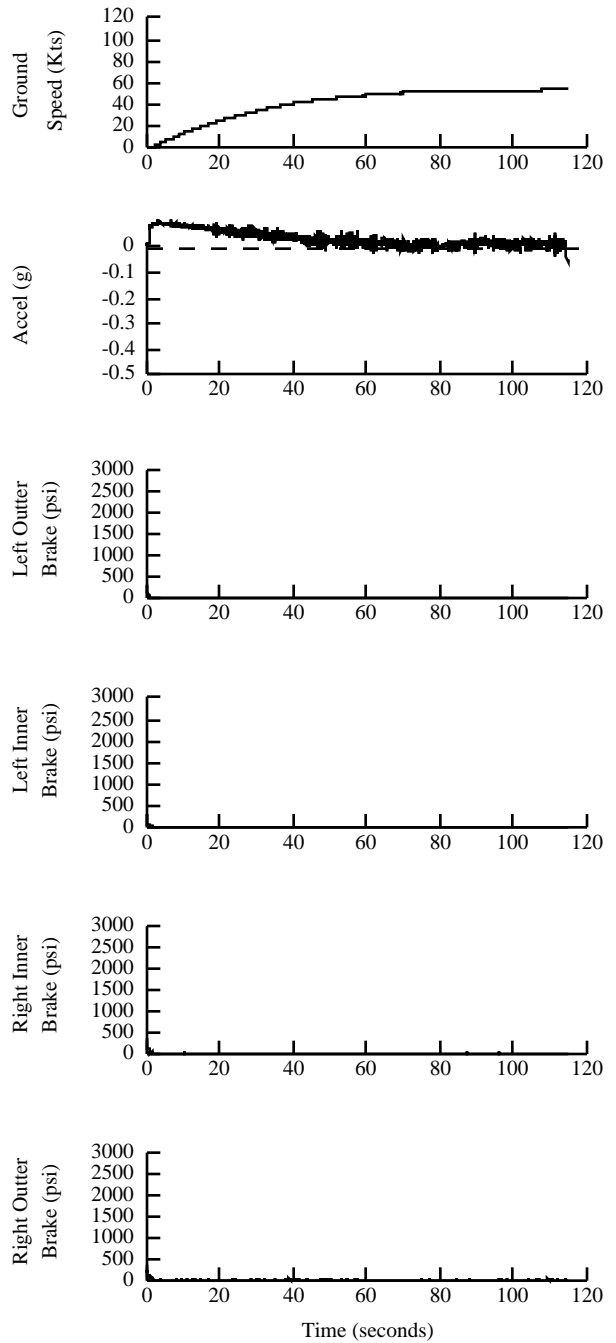 Ground
Speed (Kts)
120
100
80
60
40
20
0
0 20 40 60 80 100 120
Accel (g)
0
-0.1
-0.2
-0.3
-0.4
-0.5
0 20 40 60 80 100 120
Left Outter
Brake (psi)
3000
2500
2000
1500
1000
500
0
0 20 40 60 80 100 120
Left Inner
Brake (psi)
3000
2500
2000
1500
1000
500
0
0 20 40 60 80 100 120
Right Inner
Brake (psi)
3000
2500
2000
1500
1000
500
0
0 20 40 60 80 100 120
Right Outter
Brake (psi)
3000
2500
2000
1500
1000
500
0
0 20 40 60 80 100 120
Time (seconds)